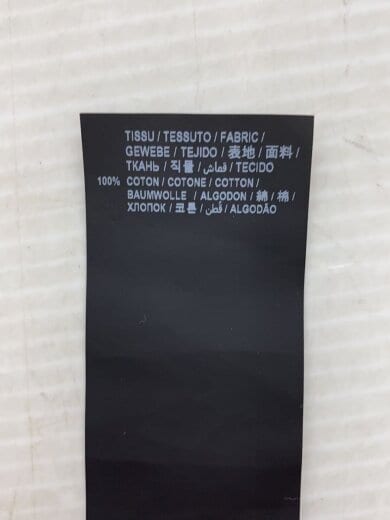 TISSU / TESSUTO / FABRIC /
GEWEBE / TEJIDO / 表地 / 面料 /
ТКАНЬ / 직물 / قماش / TECIDO
100% COTON / COTONE / COTTON /
BAUMWOLLE / ALGODON / 綿 / 棉 /
ХЛОПОК / 코튼 / قُطن / ALGODÃO